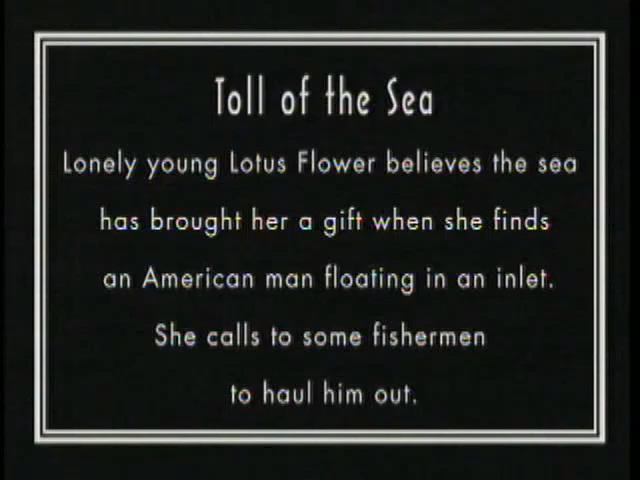 Toll of the Sea
Lonely young Lotus Flower believes the sea
has brought her a gift when she finds
an American man floating in an inlet.
She calls to some fishermen
to haul him out.